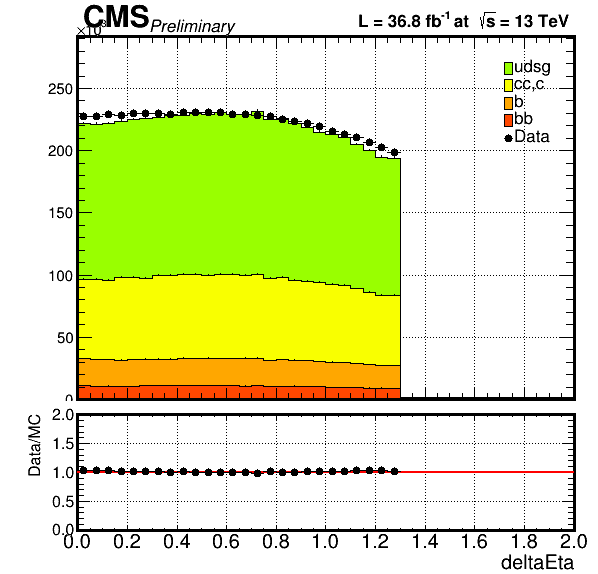 CMS Preliminary L = 36.8 fb⁻¹ at √s = 13 TeV
×10³
250
200
150
100
50
0
udsg
cc,c
b
bb
Data
Data/MC
2.0
1.5
1.0
0.5
0.0
0.0 0.2 0.4 0.6 0.8 1.0 1.2 1.4 1.6 1.8 2.0
deltaEta